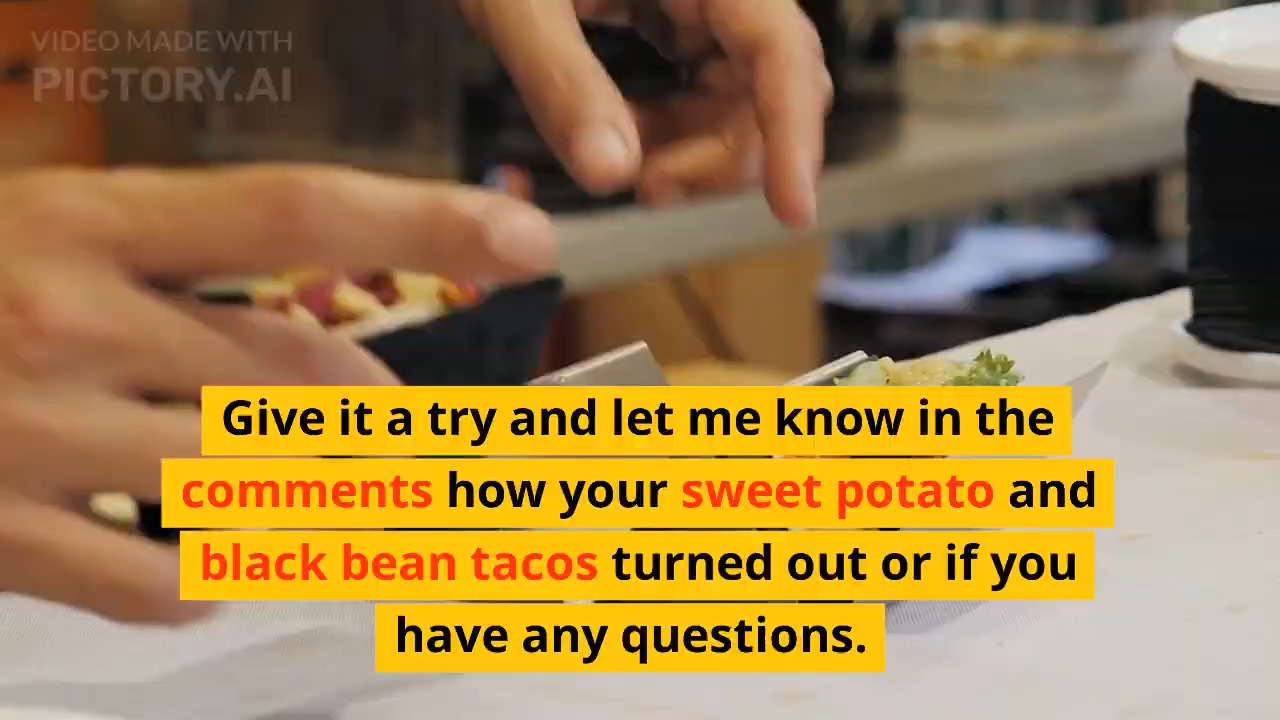 VIDEO MADE WITH
PICTORY.AI
Give it a try and let me know in the
comments how your sweet potato and
black bean tacos turned out or if you
have any questions.